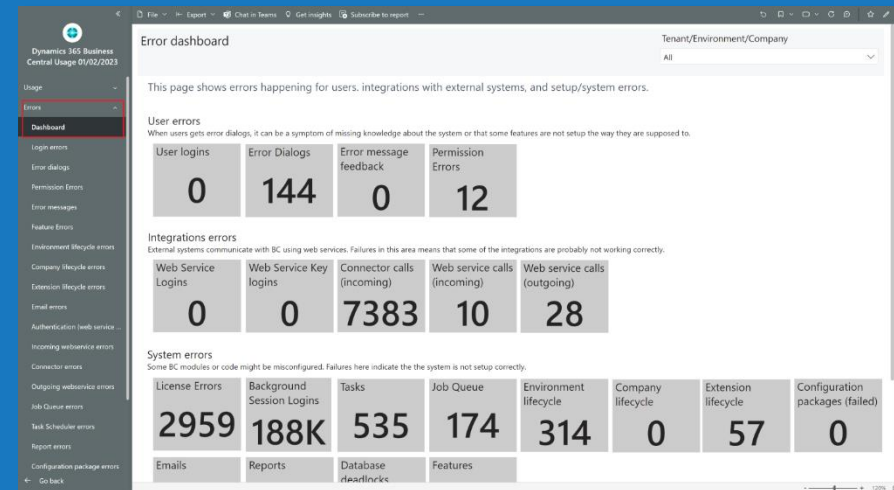 File
Export
Chat in Teams
Get insights
Subscribe to report
Dynamics 365 Business
Central Usage 01/02/2023
Usage
Errors
Dashboard
Login errors
Error dialogs
Permission Errors
Error messages
Feature Errors
Environment lifecycle errors
Company lifecycle errors
Extension lifecycle errors
Email errors
Authentication (web service ...
Incoming webservice errors
Connector errors
Outgoing webservice errors
Job Queue errors
Task Scheduler errors
Report errors
Configuration package errors
Go back
Error dashboard
Tenant/Environment/Company
All
This page shows errors happening for users. integrations with external systems, and setup/system errors.
User errors
When users gets error dialogs, it can be a symptom of missing knowledge about the system or that some features are not setup the way they are supposed to.
User logins
0
Error Dialogs
144
Error message
feedback
0
Permission
Errors
12
Integrations errors
External systems communicate with BC using web services. Failures in this area means that some of the integrations are probably not working correctly.
Web Service
Logins
0
Web Service Key
logins
0
Connector calls
(incoming)
7383
Web service calls
(incoming)
10
Web service calls
(outgoing)
28
System errors
Some BC modules or code might be misconfigured. Failures here indicate the the system is not setup correctly.
License Errors
2959
Background
Session Logins
188K
Tasks
535
Job Queue
174
Environment
lifecycle
314
Company
lifecycle
0
Extension
lifecycle
57
Configuration
packages (failed)
0
Emails
Reports
Database
deadlocks
Features